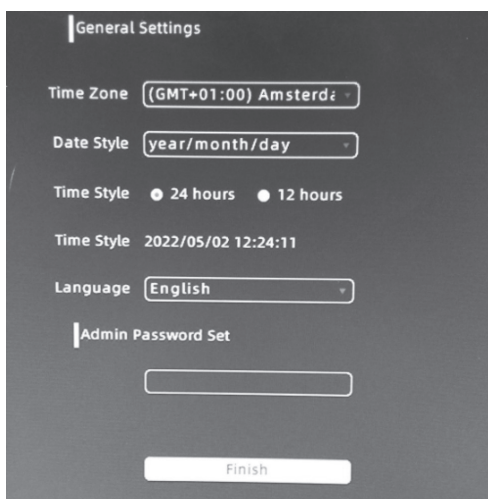 General Settings
Time Zone (GMT+01:00) Amsterda
Date Style year/month/day
Time Style 24 hours 12 hours
Time Style 2022/05/02 12:24:11
Language English
Admin Password Set
Finish